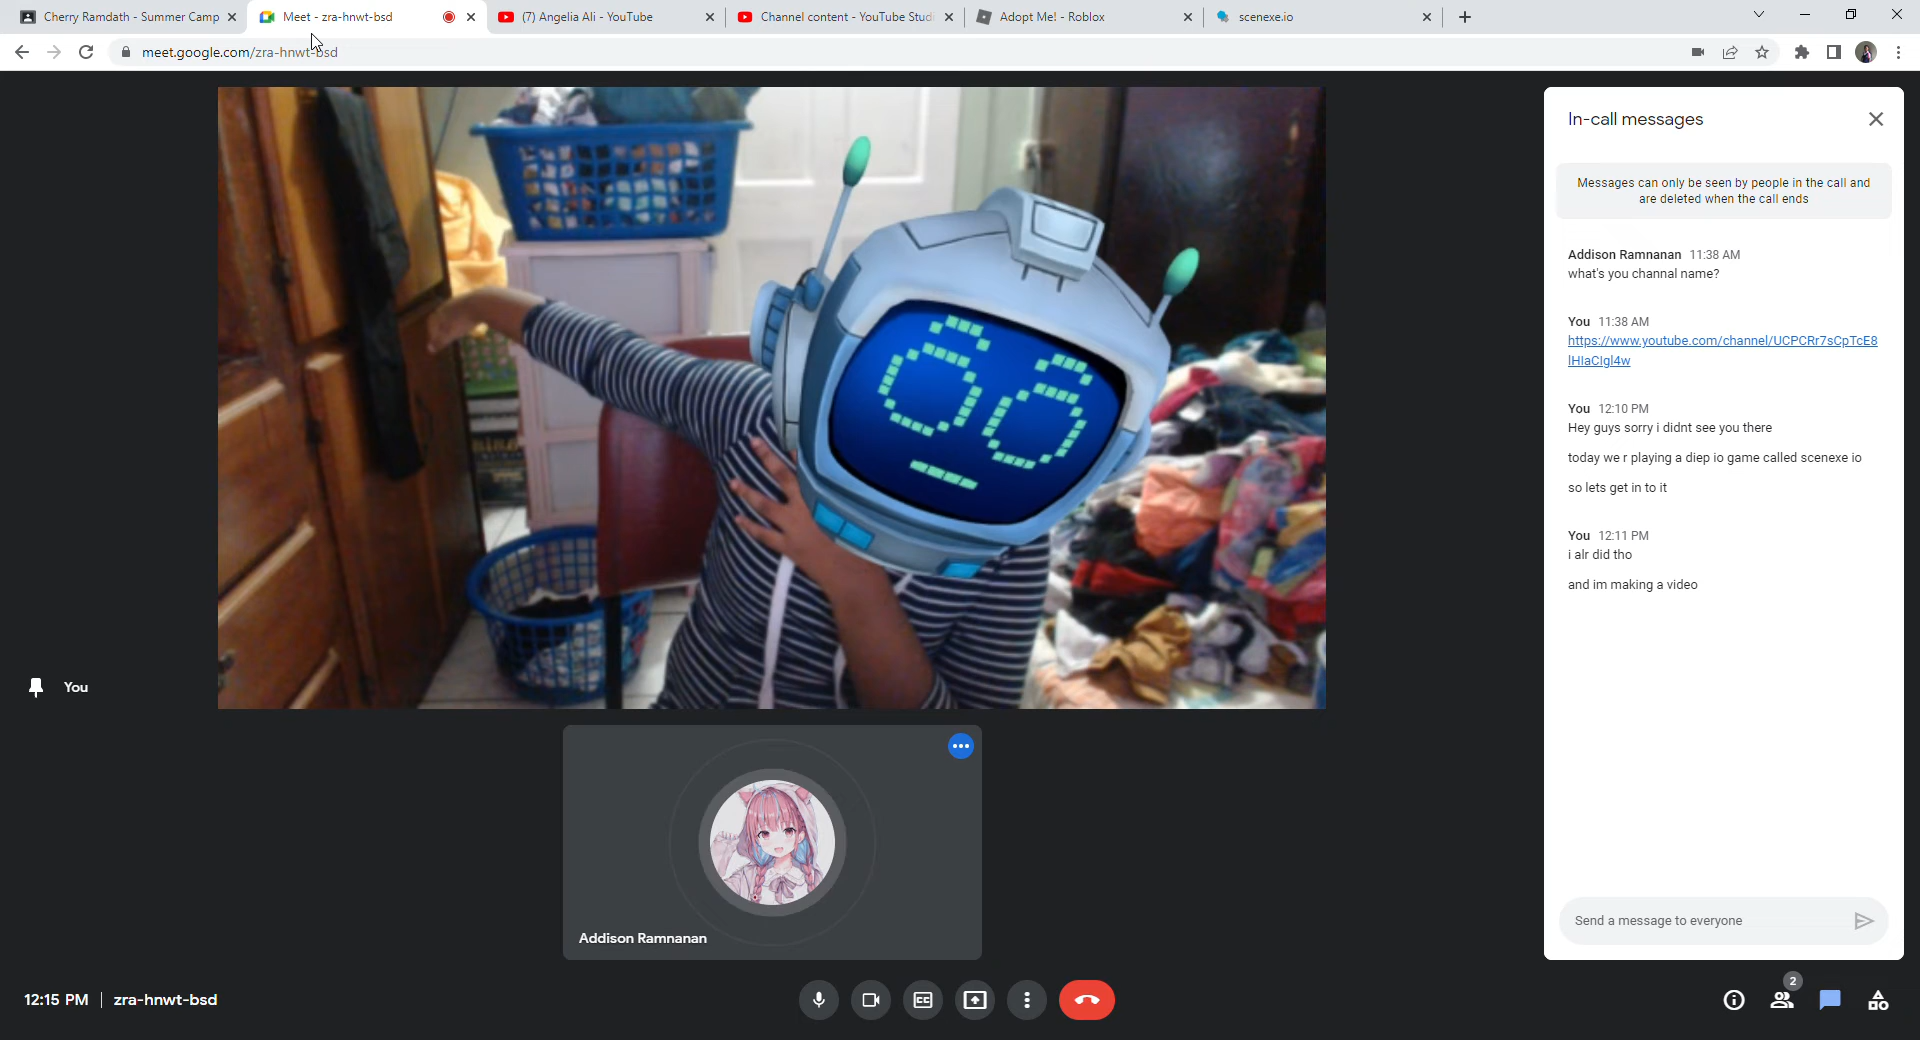 Cherry Ramdath - Summer Camp
Meet - zra-hnwt-bsd
(7) Angelia Ali - YouTube
Channel content - YouTube Stud
Adopt Me! - Roblox
scenexe.io
meet.google.com/zra-hnwt-bsd
In-call messages
Messages can only be seen by people in the call and
are deleted when the call ends
Addison Ramnanan 11:38 AM
what's you channal name?
You 11:38 AM
https://www.youtube.com/channel/UCPCRr7sCpTcE8
lHIaCIgl4w
You 12:10 PM
Hey guys sorry i didnt see you there
today we r playing a diep io game called scenexe io
so lets get in to it
You 12:11 PM
i alr did tho
and im making a video
You
Addison Ramnanan
Send a message to everyone
12:15 PM | zra-hnwt-bsd
CC
2